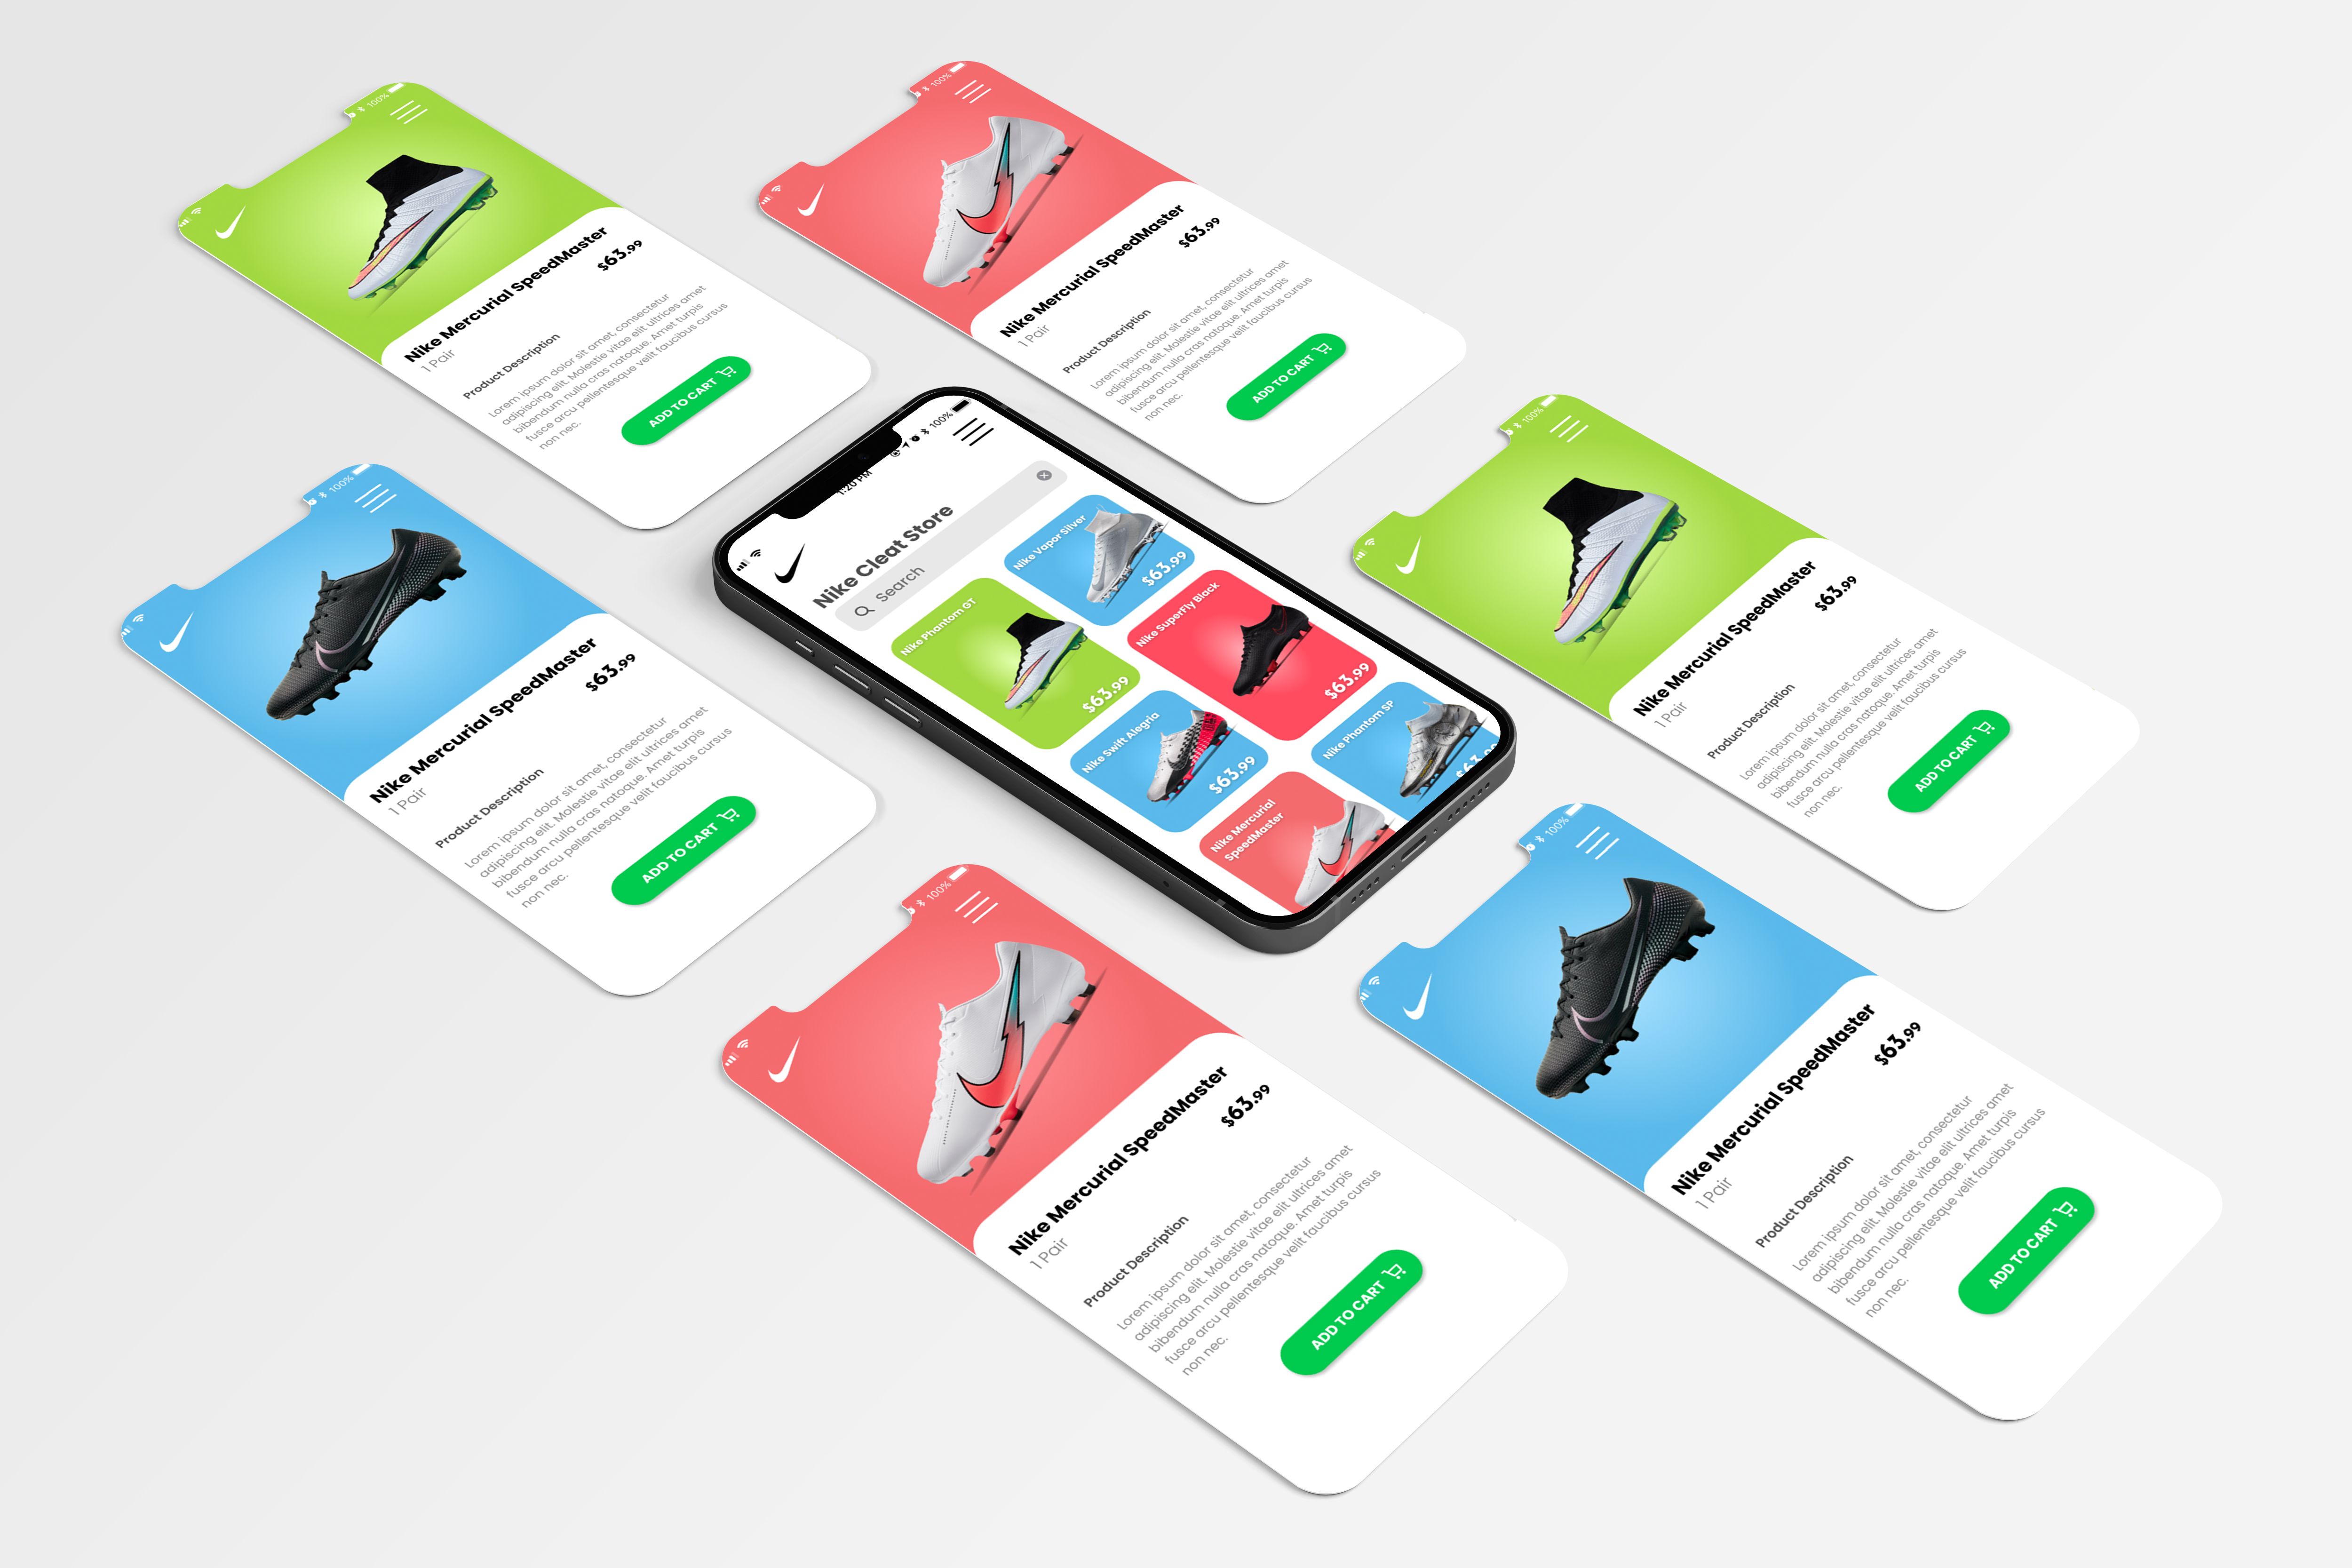 100%
Nike Mercurial SpeedMaster
1 Pair
$63.99
Product Description
Lorem ipsum dolor sit amet, consectetur
adipiscing elit. Molestie vitae elit ultrices amet
bibendum nulla cras natoque. Amet turpis
fusce arcu pellentesque velit faucibus cursus
non nec.
ADD TO CART
100%
Nike Mercurial SpeedMaster
1 Pair
$63.99
Product Description
Lorem ipsum dolor sit amet, consectetur
adipiscing elit. Molestie vitae elit ultrices amet
bibendum nulla cras natoque. Amet turpis
fusce arcu pellentesque velit faucibus cursus
non nec.
ADD TO CART
100%
Nike Mercurial SpeedMaster
1 Pair
$63.99
Product Description
Lorem ipsum dolor sit amet, consectetur
adipiscing elit. Molestie vitae elit ultrices amet
bibendum nulla cras natoque. Amet turpis
fusce arcu pellentesque velit faucibus cursus
non nec.
ADD TO CART
1:20 PM
100%
Nike Cleat Store
Search
Nike Phantom GT
$63.99
Nike Vapor Silver
$63.99
Nike Swift Alegria
$63.99
Nike SuperFly Black
$63.99
Nike Mercurial
SpeedMaster
Nike Phantom SP
$63.99
100%
Nike Mercurial SpeedMaster
1 Pair
$63.99
Product Description
Lorem ipsum dolor sit amet, consectetur
adipiscing elit. Molestie vitae elit ultrices amet
bibendum nulla cras natoque. Amet turpis
fusce arcu pellentesque velit faucibus cursus
non nec.
ADD TO CART
100%
Nike Mercurial SpeedMaster
1 Pair
$63.99
Product Description
Lorem ipsum dolor sit amet, consectetur
adipiscing elit. Molestie vitae elit ultrices amet
bibendum nulla cras natoque. Amet turpis
fusce arcu pellentesque velit faucibus cursus
non nec.
ADD TO CART
100%
Nike Mercurial SpeedMaster
1 Pair
$63.99
Product Description
Lorem ipsum dolor sit amet, consectetur
adipiscing elit. Molestie vitae elit ultrices amet
bibendum nulla cras natoque. Amet turpis
fusce arcu pellentesque velit faucibus cursus
non nec.
ADD TO CART